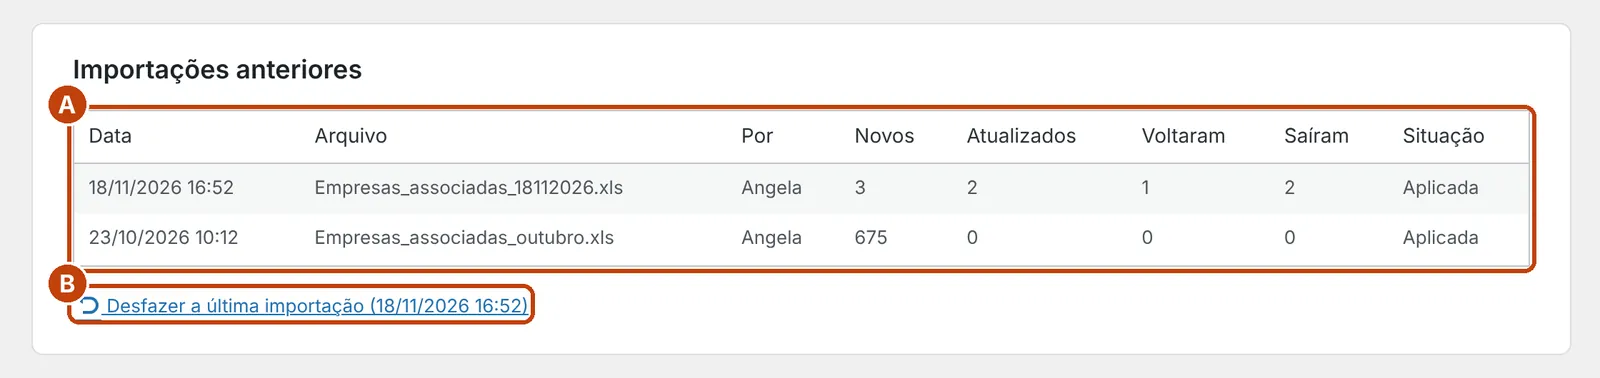 Importações anteriores
A
Data Arquivo Por Novos Atualizados Voltaram Saíram Situação
18/11/2026 16:52 Empresas_associadas_18112026.xls Angela 3 2 1 2 Aplicada
23/10/2026 10:12 Empresas_associadas_outubro.xls Angela 675 0 0 0 Aplicada
B
Desfazer a última importação (18/11/2026 16:52)